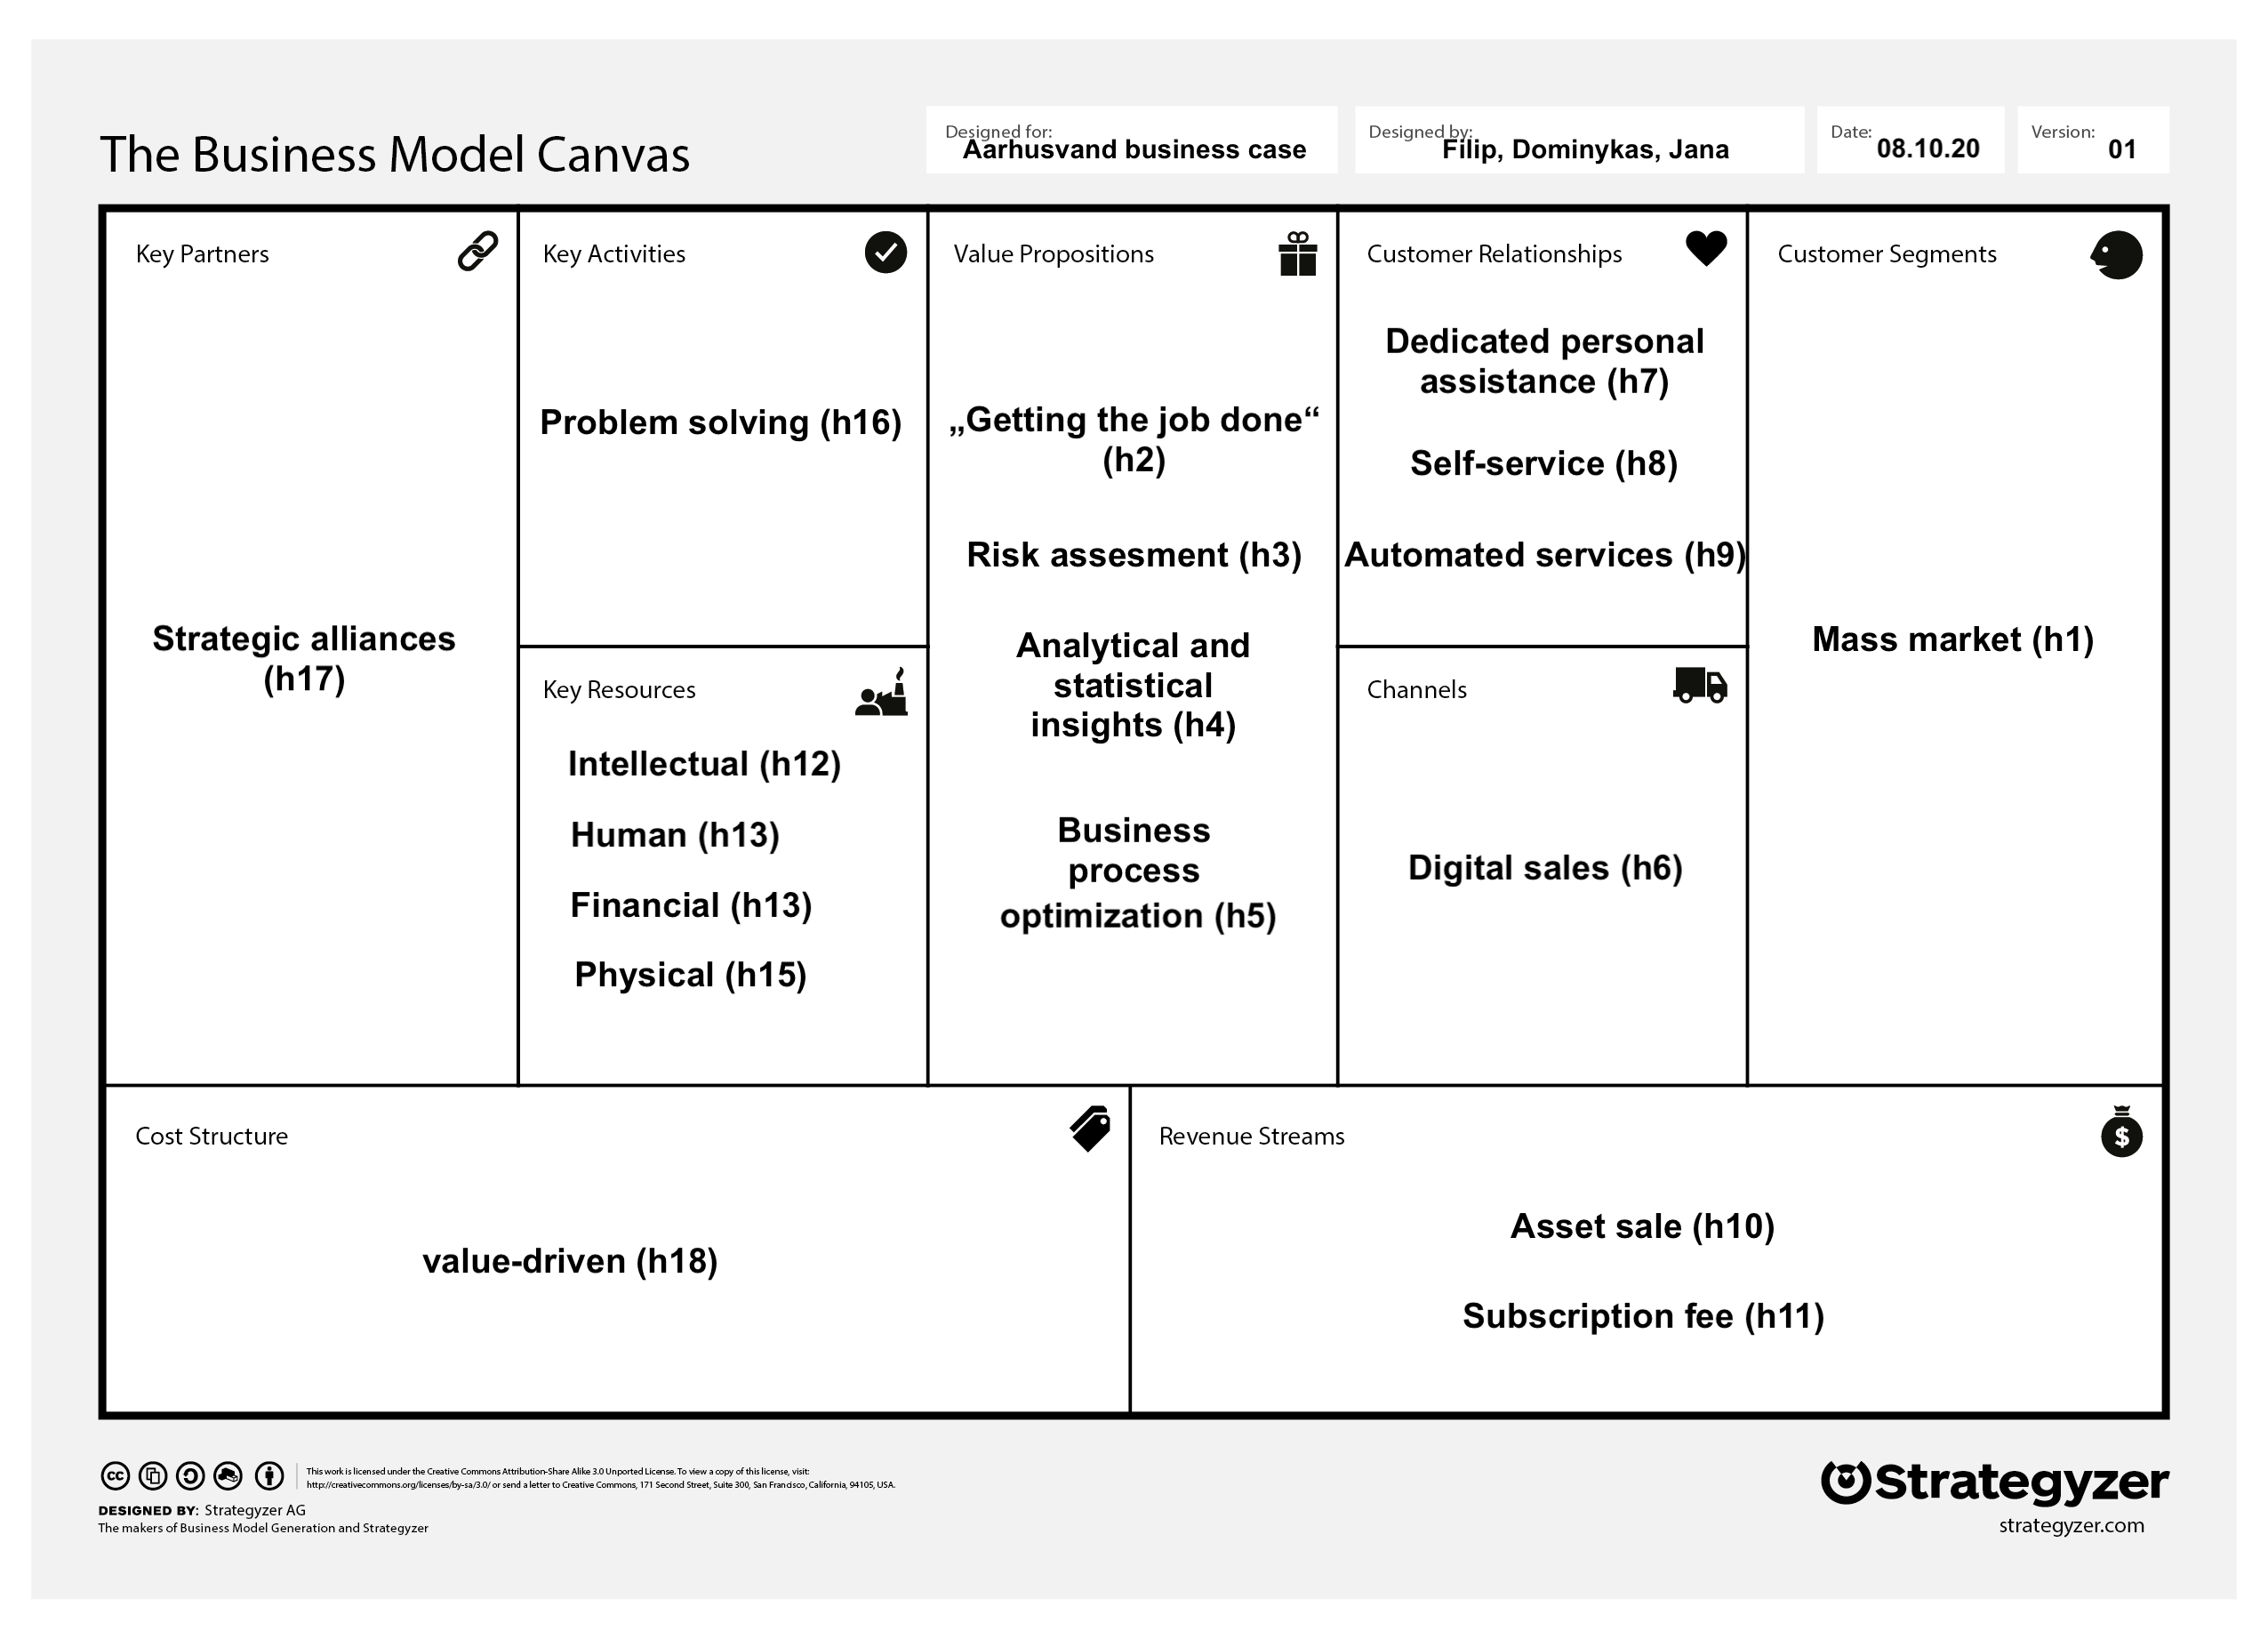 The Business Model Canvas
Designed for:
Aarhusvand business case
Designed by:
Filip, Dominykas, Jana
Date:
08.10.20
Version:
01
Key Partners
Strategic alliances
(h17)
Key Activities
Problem solving (h16)
Key Resources
Intellectual (h12)
Human (h13)
Financial (h13)
Physical (h15)
Value Propositions
„Getting the job done“
(h2)
Risk assesment (h3)
Analytical and
statistical
insights (h4)
Business
process
optimization (h5)
Customer Relationships
Dedicated personal
assistance (h7)
Self-service (h8)
Automated services (h9)
Channels
Digital sales (h6)
Customer Segments
Mass market (h1)
Cost Structure
value-driven (h18)
Revenue Streams
$
Asset sale (h10)
Subscription fee (h11)
cc
This work is licensed under the Creative Commons Attribution-Share Alike 3.0 Unported License. To view a copy of this license, visit:
http://creativecommons.org/licenses/by-sa/3.0/ or send a letter to Creative Commons, 171 Second Street, Suite 300, San Francisco, California, 94105, USA.
DESIGNED BY: Strategyzer AG
The makers of Business Model Generation and Strategyzer
Strategyzer
strategyzer.com